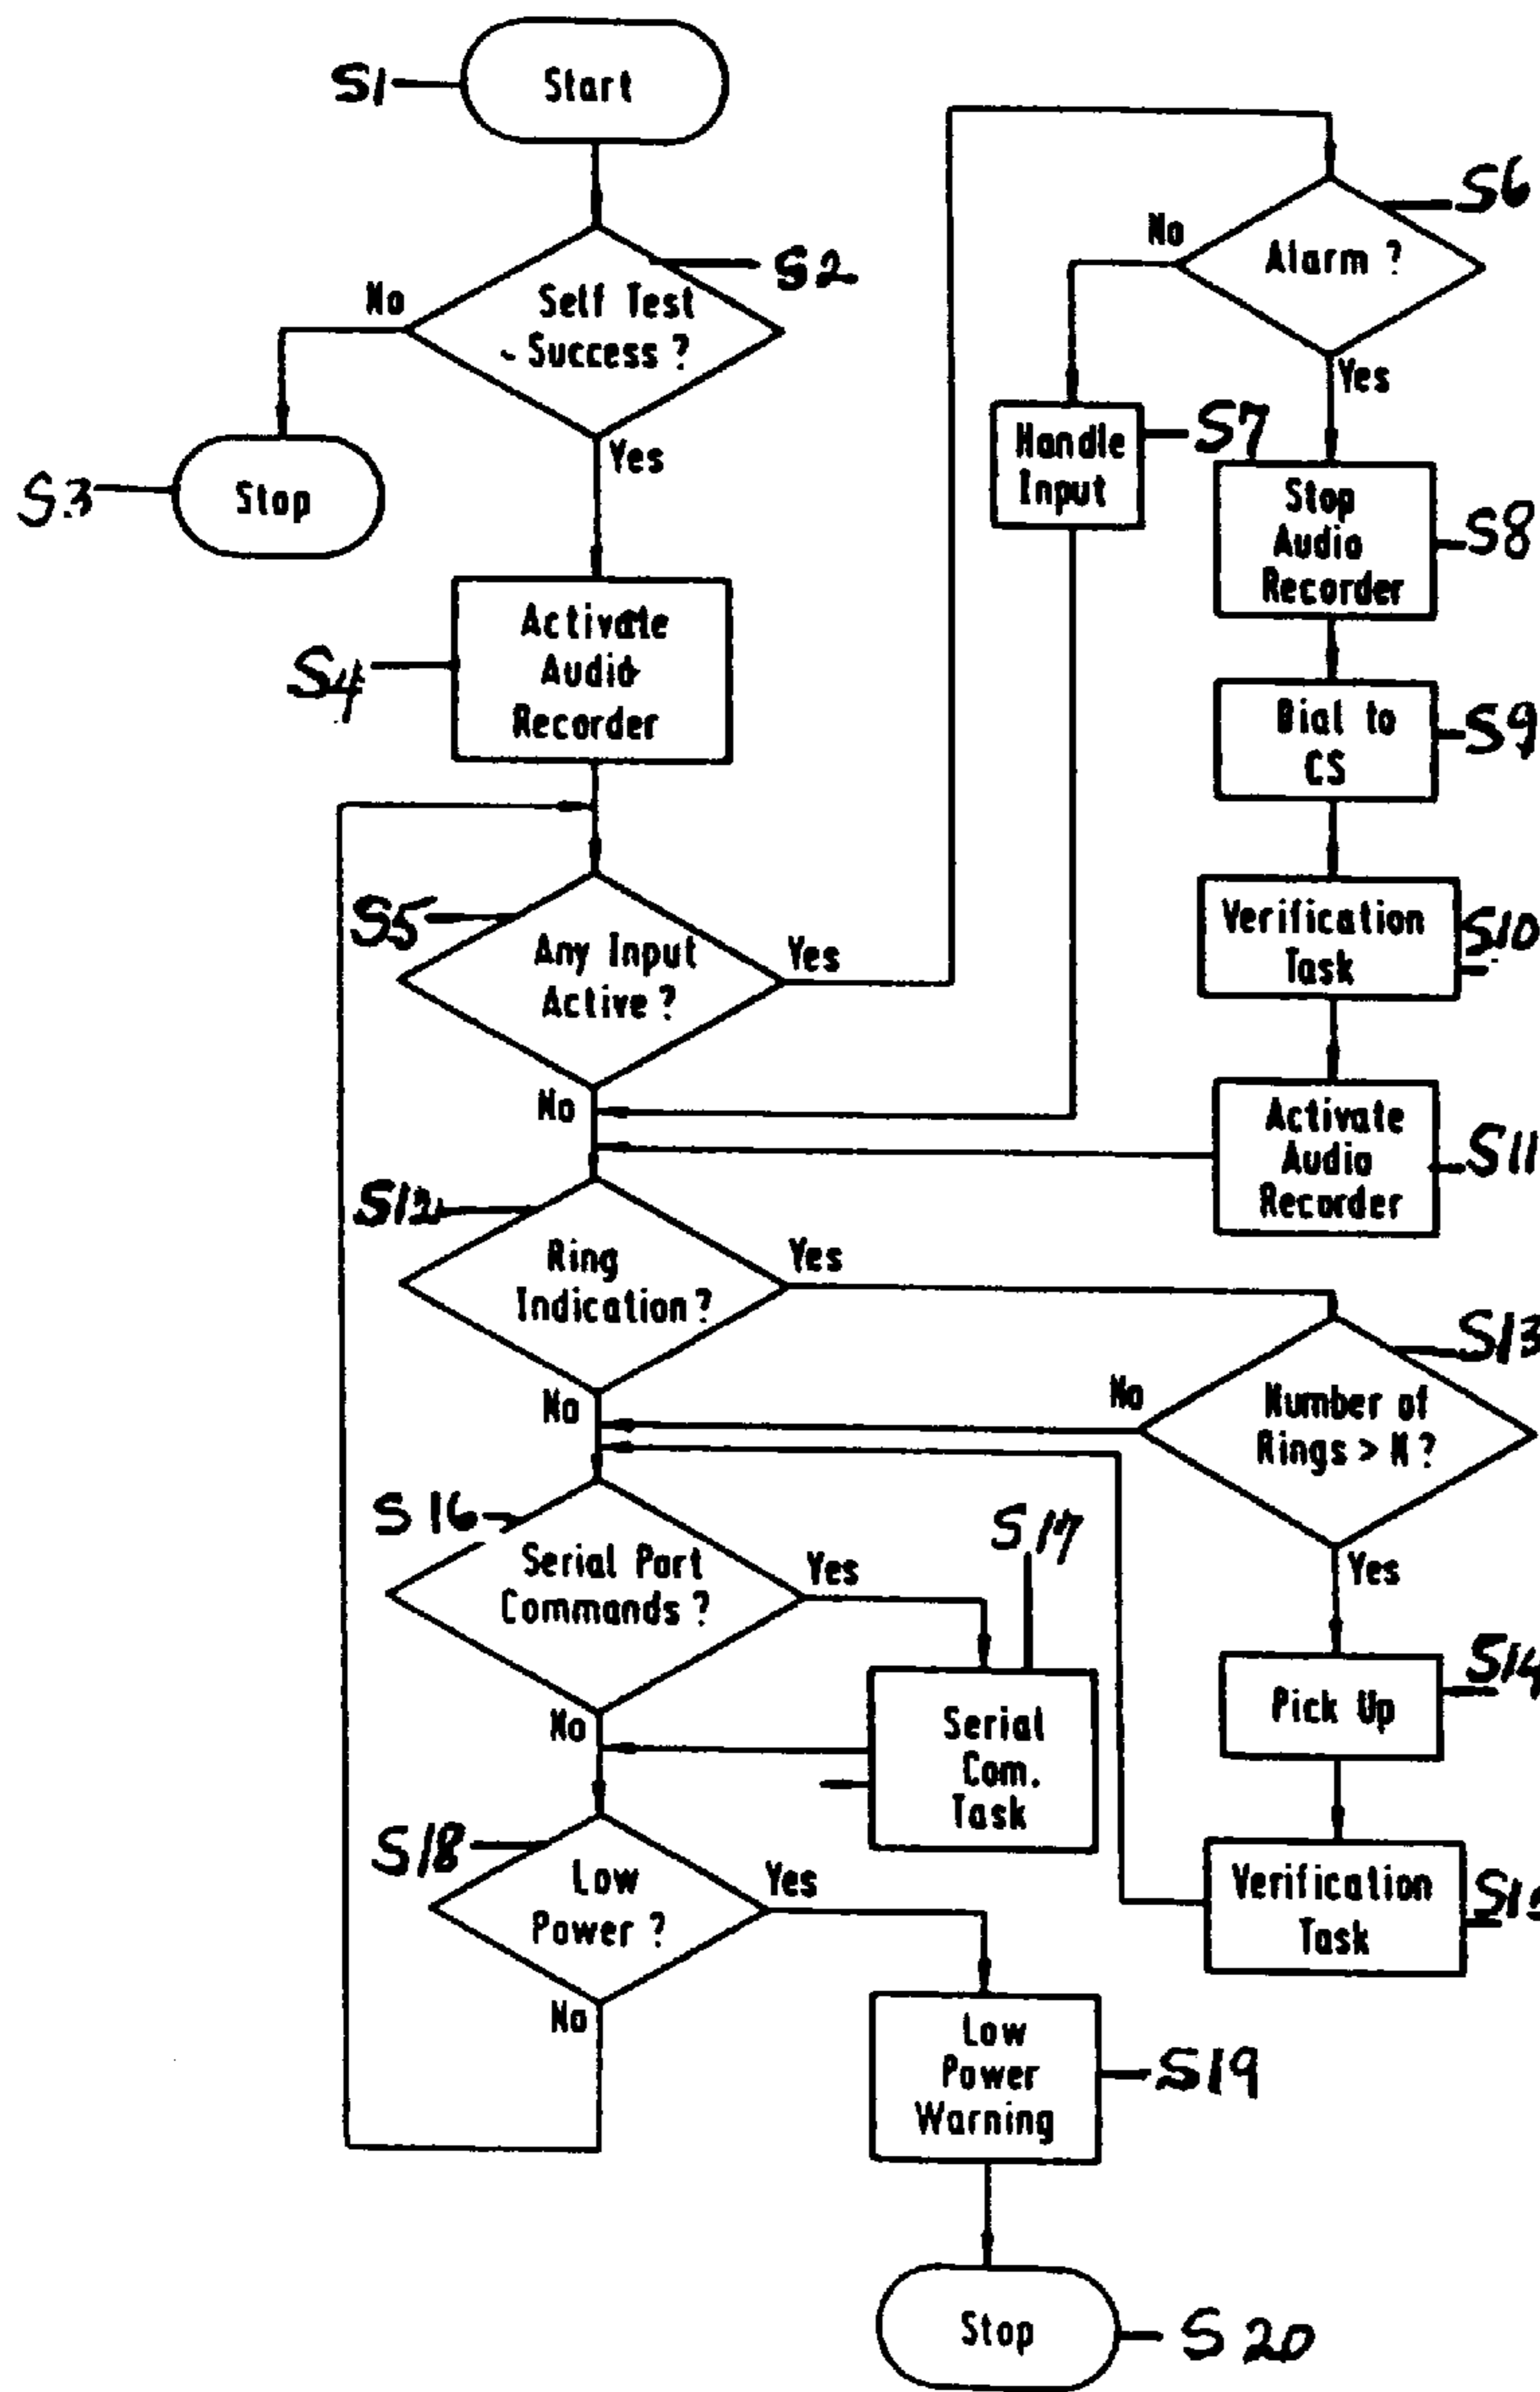 S1
Start
S2
No
Self Test
Success ?
Yes
S3
Stop
S4
Activate
Audio
Recorder
S5
Any Input
Active ?
Yes
No
S6
Alarm ?
No
Yes
S7
Handle
Input
S8
Stop
Audio
Recorder
S9
Dial to
CS
S10
Verification
Task
S11
Activate
Audio
Recorder
S12
Ring
Indication ?
Yes
No
S13
Number of
Rings > N ?
No
Yes
S14
Pick Up
S15
Verification
Task
S16
Serial Port
Commands ?
Yes
No
S17
Serial
Com.
Task
S18
Low
Power ?
Yes
No
S19
Low
Power
Warning
Stop
S20